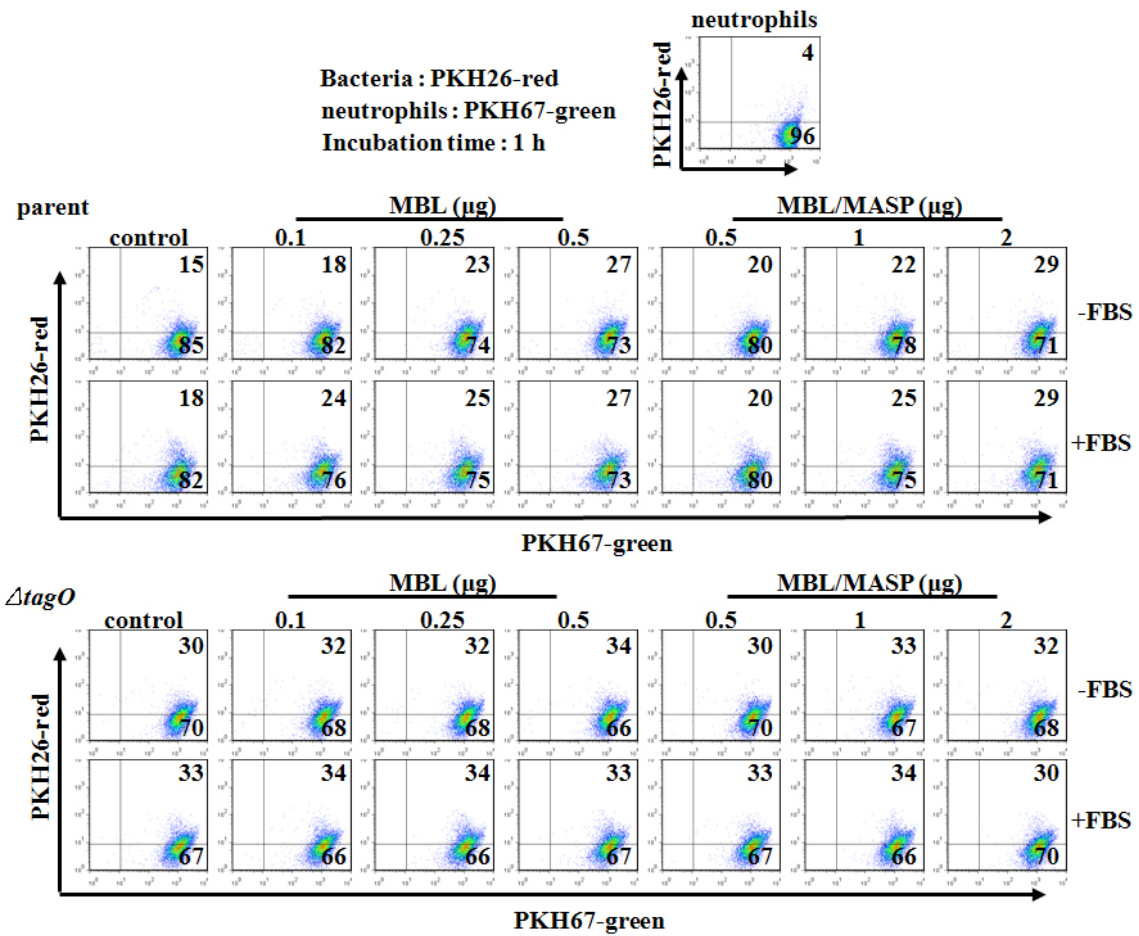 neutrophils
4
96
PKH26-red
Bacteria : PKH26-red
neutrophils : PKH67-green
Incubation time : 1 h
parent
MBL (μg)
MBL/MASP (μg)
control 0.1 0.25 0.5 0.5 1 2
15 18 23 27 20 22 29
85 82 74 73 80 78 71
-FBS
18 24 25 27 20 25 29
82 76 75 73 80 75 71
+FBS
PKH26-red
PKH67-green
△tagO
MBL (μg)
MBL/MASP (μg)
control 0.1 0.25 0.5 0.5 1 2
30 32 32 34 30 33 32
70 68 68 66 70 67 68
-FBS
33 34 34 33 33 34 30
67 66 66 67 67 66 70
+FBS
PKH26-red
PKH67-green